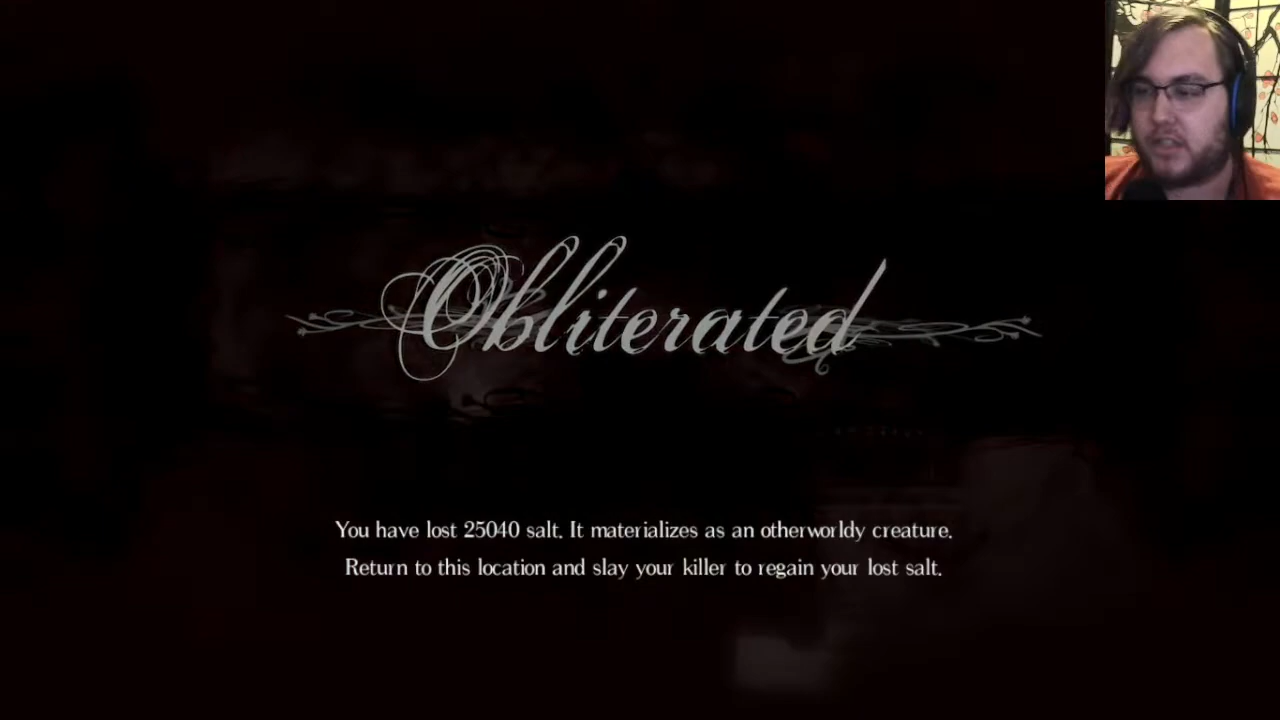 Obliterated
You have lost 25040 salt. It materializes as an otherworldy creature.
Return to this location and slay your killer to regain your lost salt.